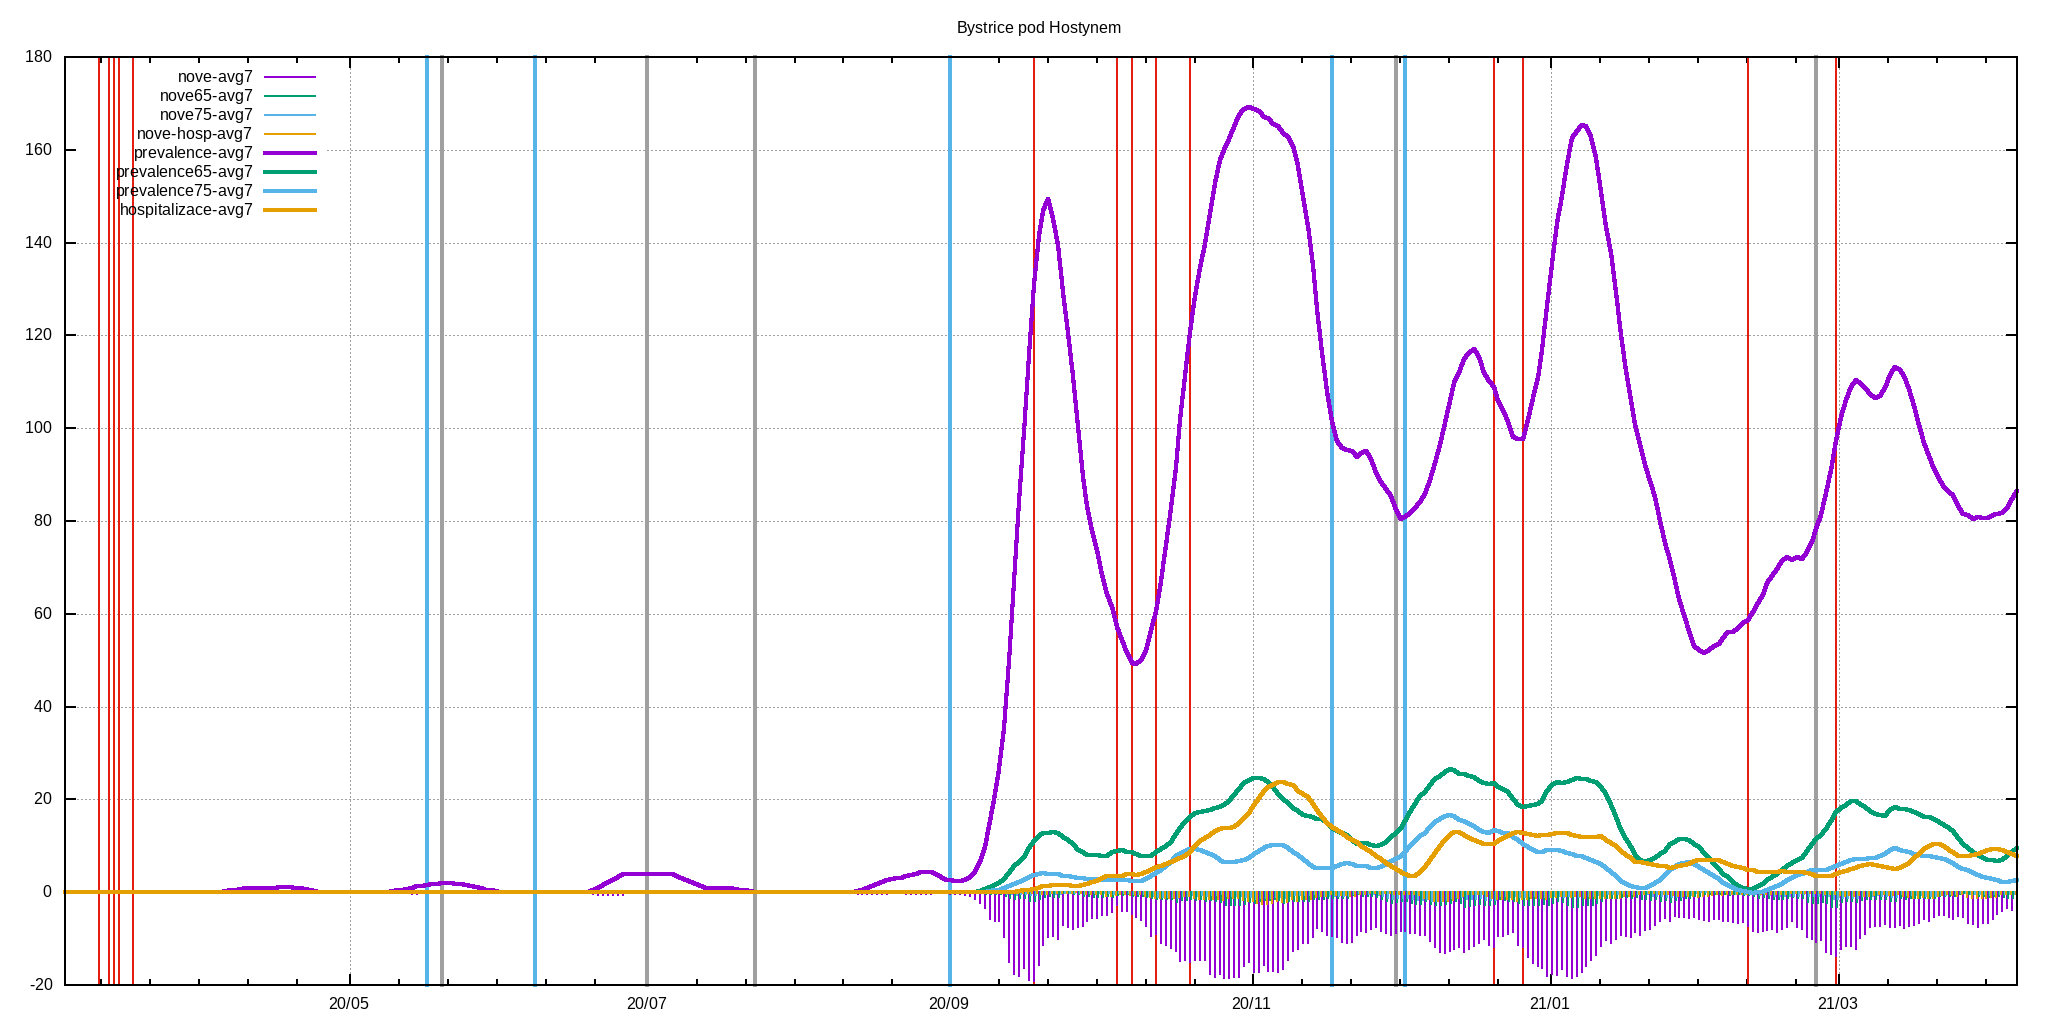 Bystrice pod Hostynem
180
160
140
120
100
80
60
40
20
0
-20
nove-avg7
nove65-avg7
nove75-avg7
nove-hosp-avg7
prevalence-avg7
prevalence65-avg7
prevalence75-avg7
hospitalizace-avg7
20/05 20/07 20/09 20/11 21/01 21/03